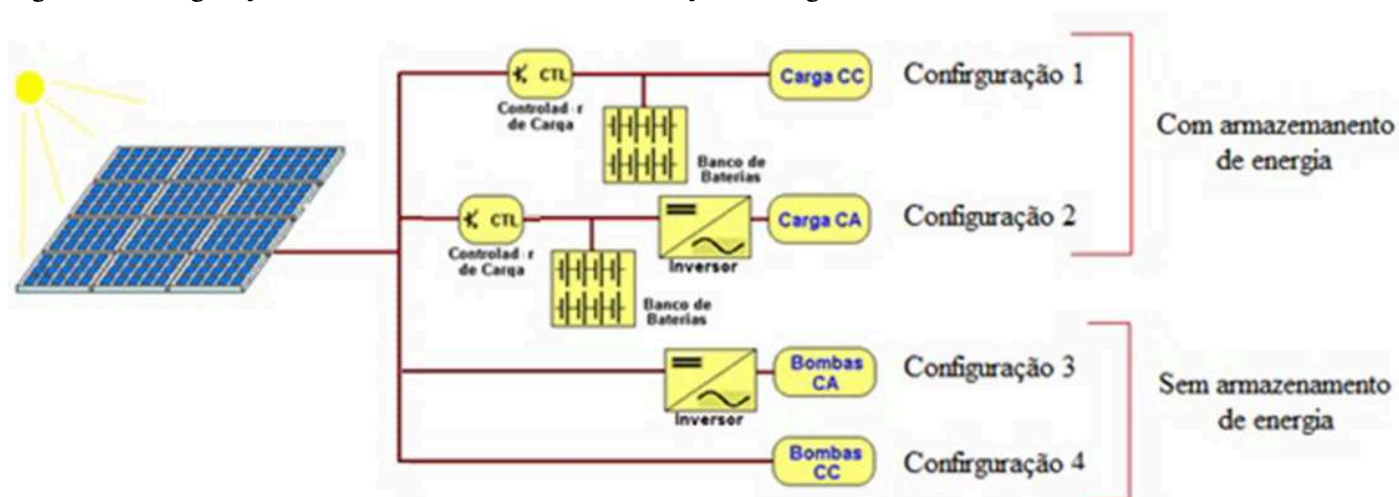 CTL
Carga CC
Confirguração 1
Controlad r
de Carga
Banco de
Baterias
Com armazemanento
de energia
CTL
Carga CA
Configuração 2
Controlad r
de Carga
Inversor
Banco de
Baterias
Bombas
CA
Configuração 3
Inversor
Sem armazenamento
de energia
Bombas
CC
Confirguração 4